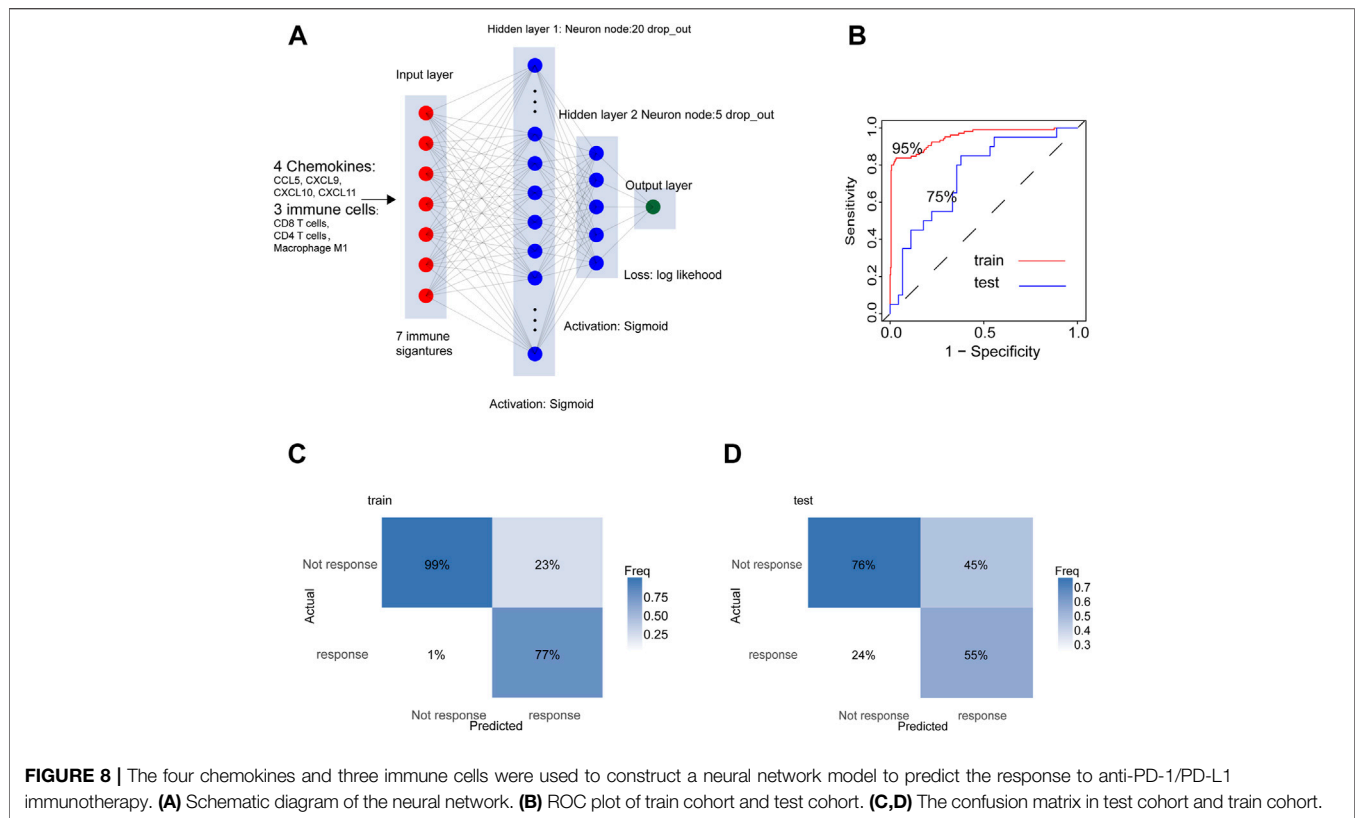 A
Hidden layer 1: Neuron node:20 drop_out
Input layer
Hidden layer 2 Neuron node:5 drop_out
4 Chemokines:
CCL5, CXCL9,
CXCL10, CXCL11
3 immune cells:
CD8 T cells,
CD4 T cells,
Macrophage M1
Output layer
Loss: log likehood
7 immune
sigantures
Activation: Sigmoid
Activation: Sigmoid
B
Sensitivity
0.0 0.2 0.4 0.6 0.8 1.0
95%
75%
train
test
0.0 0.5 1.0
1 − Specificity
C
train
Not response
99% 23%
Actual
response
1% 77%
Not response response
Predicted
Freq
0.75
0.50
0.25
D
test
Not response
76% 45%
Actual
response
24% 55%
Not response response
Predicted
Freq
0.7
0.6
0.5
0.4
0.3
FIGURE 8 | The four chemokines and three immune cells were used to construct a neural network model to predict the response to anti-PD-1/PD-L1
immunotherapy. (A) Schematic diagram of the neural network. (B) ROC plot of train cohort and test cohort. (C,D) The confusion matrix in test cohort and train cohort.